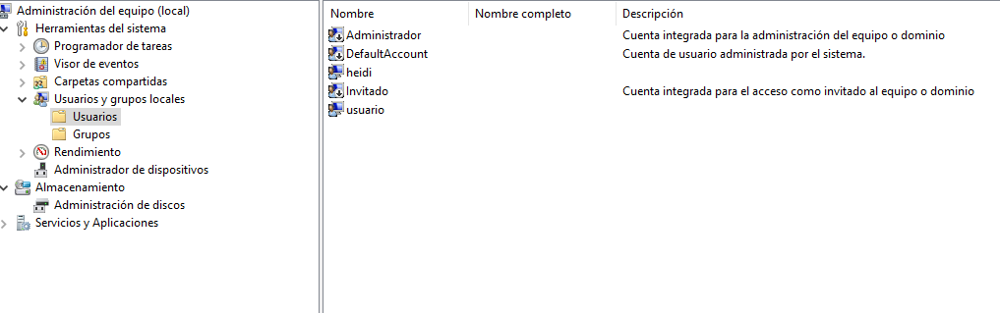 Administración del equipo (local)
Herramientas del sistema
Programador de tareas
Visor de eventos
Carpetas compartidas
Usuarios y grupos locales
Usuarios
Grupos
Rendimiento
Administrador de dispositivos
Almacenamiento
Administración de discos
Servicios y Aplicaciones
Nombre Nombre completo Descripción
Administrador Cuenta integrada para la administración del equipo o dominio
DefaultAccount Cuenta de usuario administrada por el sistema.
heidi
Invitado Cuenta integrada para el acceso como invitado al equipo o dominio
usuario